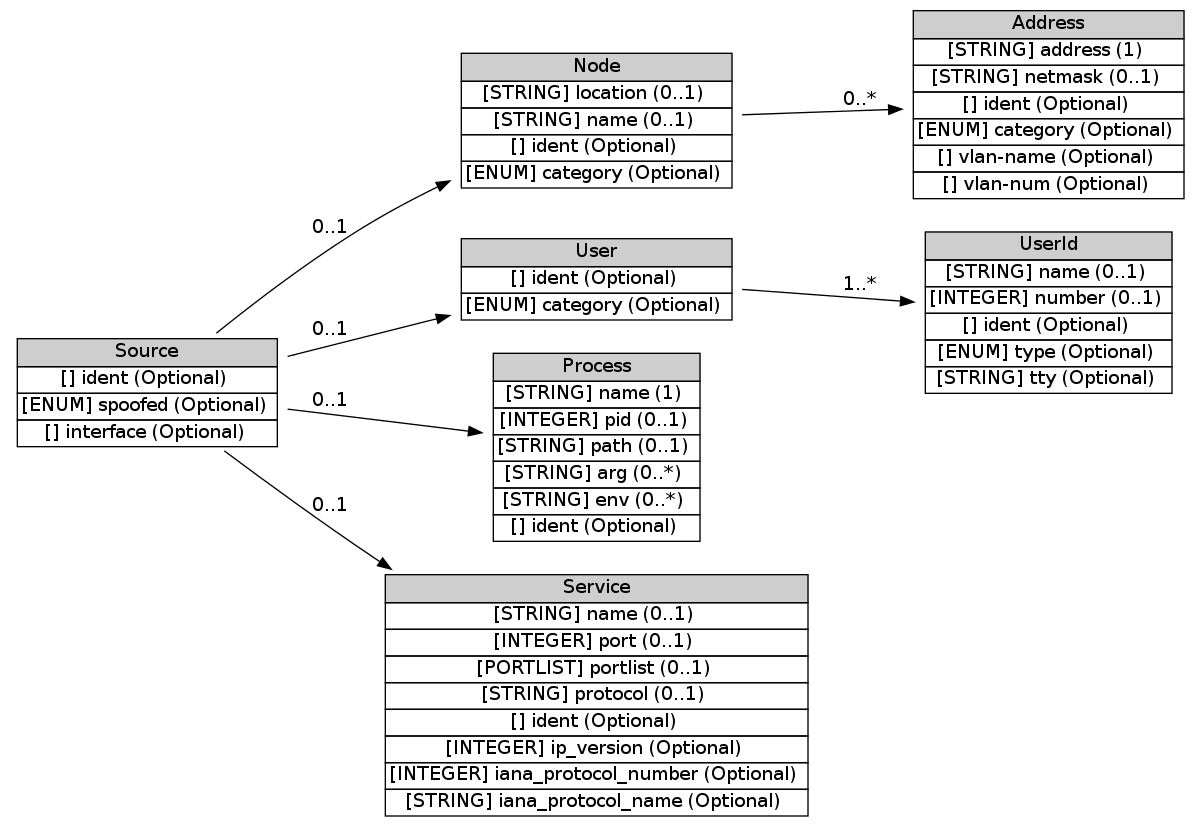 Source
[] ident (Optional)
[ENUM] spoofed (Optional)
[] interface (Optional)
0..1
0..1
0..1
0..1
Node
[STRING] location (0..1)
[STRING] name (0..1)
[] ident (Optional)
[ENUM] category (Optional)
0..*
Address
[STRING] address (1)
[STRING] netmask (0..1)
[] ident (Optional)
[ENUM] category (Optional)
[] vlan-name (Optional)
[] vlan-num (Optional)
User
[] ident (Optional)
[ENUM] category (Optional)
1..*
UserId
[STRING] name (0..1)
[INTEGER] number (0..1)
[] ident (Optional)
[ENUM] type (Optional)
[STRING] tty (Optional)
Process
[STRING] name (1)
[INTEGER] pid (0..1)
[STRING] path (0..1)
[STRING] arg (0..*)
[STRING] env (0..*)
[] ident (Optional)
Service
[STRING] name (0..1)
[INTEGER] port (0..1)
[PORTLIST] portlist (0..1)
[STRING] protocol (0..1)
[] ident (Optional)
[INTEGER] ip_version (Optional)
[INTEGER] iana_protocol_number (Optional)
[STRING] iana_protocol_name (Optional)